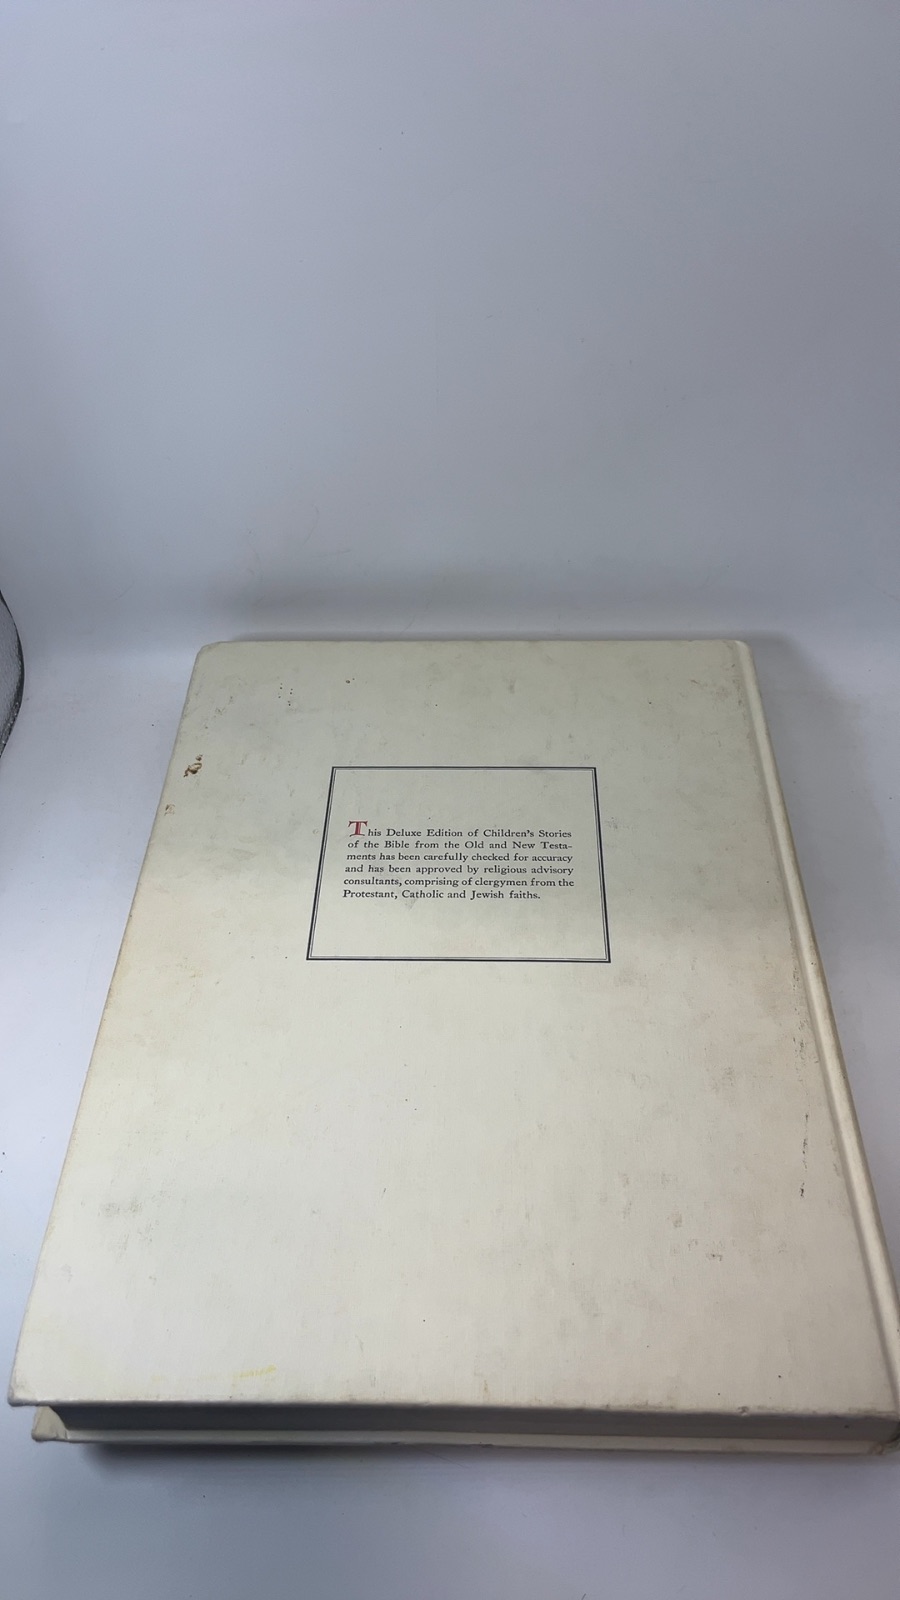 This Deluxe Edition of Children's Stories
of the Bible from the Old and New Testa-
ments has been carefully checked for accuracy
and has been approved by religious advisory
consultants, comprising of clergymen from the
Protestant, Catholic and Jewish faiths.